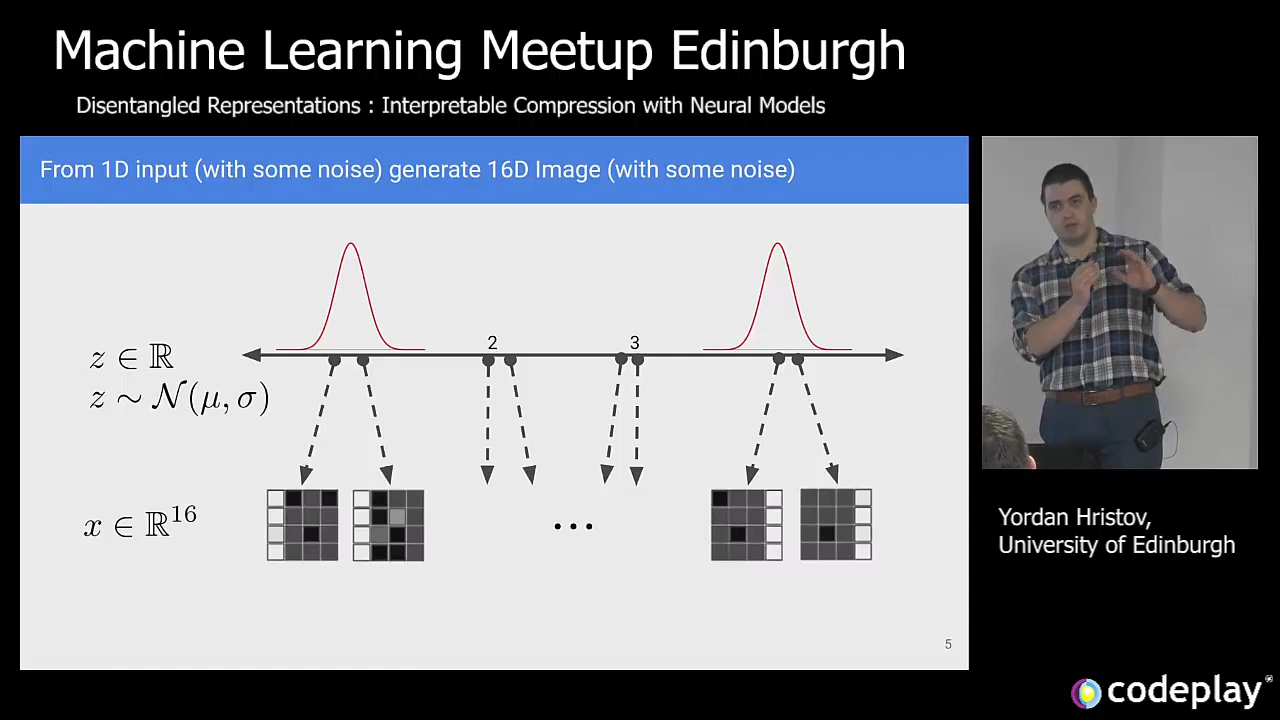 Machine Learning Meetup Edinburgh
Disentangled Representations : Interpretable Compression with Neural Models
From 1D input (with some noise) generate 16D Image (with some noise)
2
3
z ∈ ℝ
z ∼ 𝒩(μ, σ)
x ∈ ℝ¹⁶
...
5
Yordan Hristov,
University of Edinburgh
codeplay®